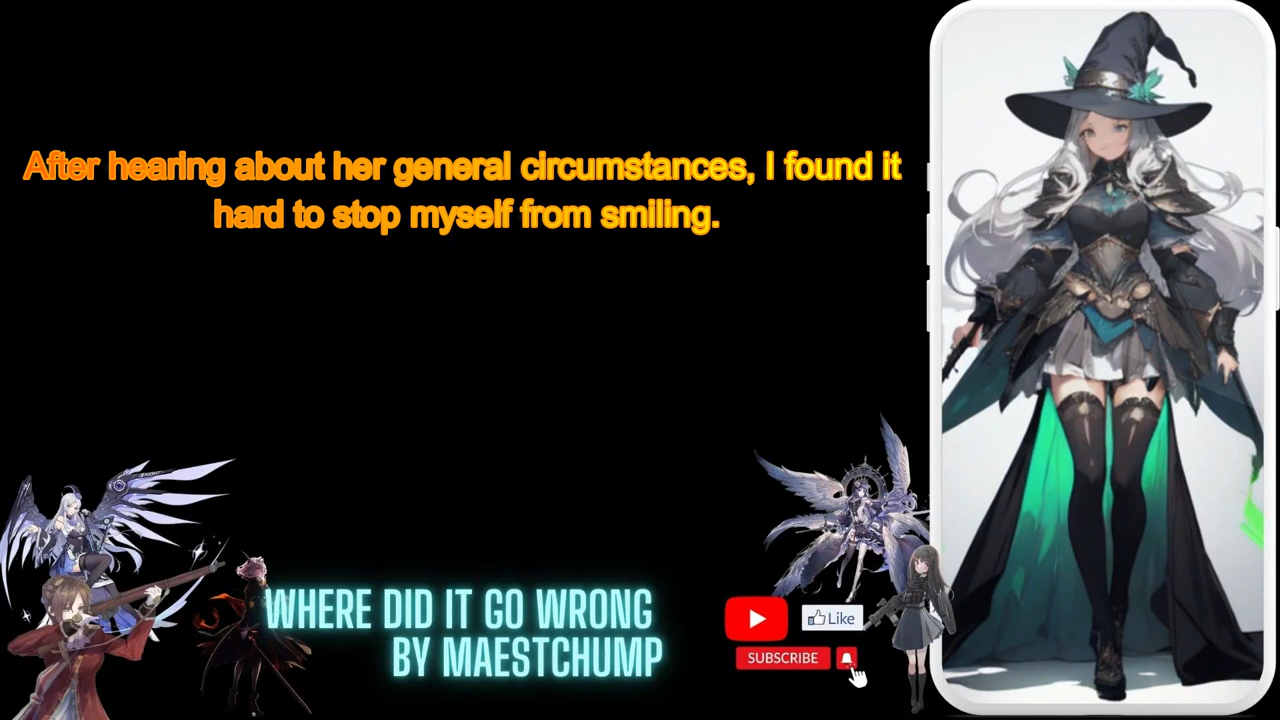 After hearing about her general circumstances, I found it
hard to stop myself from smiling.
WHERE DID IT GO WRONG
BY MAESTCHUMP
Like
SUBSCRIBE